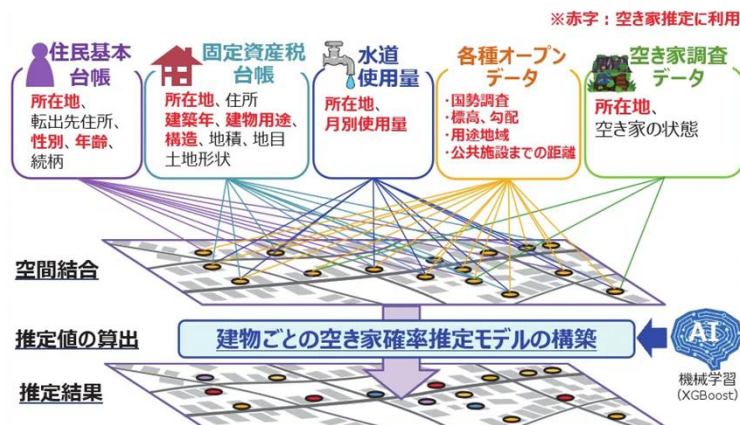 ※赤字：空き家推定に利用
住民基本
台帳
所在地、
転出先住所、
性別、年齢、
続柄
固定資産税
台帳
所在地、住所
建築年、建物用途、
構造、地積、地目
土地形状
水道
使用量
所在地、
月別使用量
各種オープン
データ
・国勢調査
・標高、勾配
・用途地域
・公共施設までの距離
空き家調査
データ
所在地、
空き家の状態
空間結合
推定値の算出
建物ごとの空き家確率推定モデルの構築
AI
機械学習
(XGBoost)
推定結果